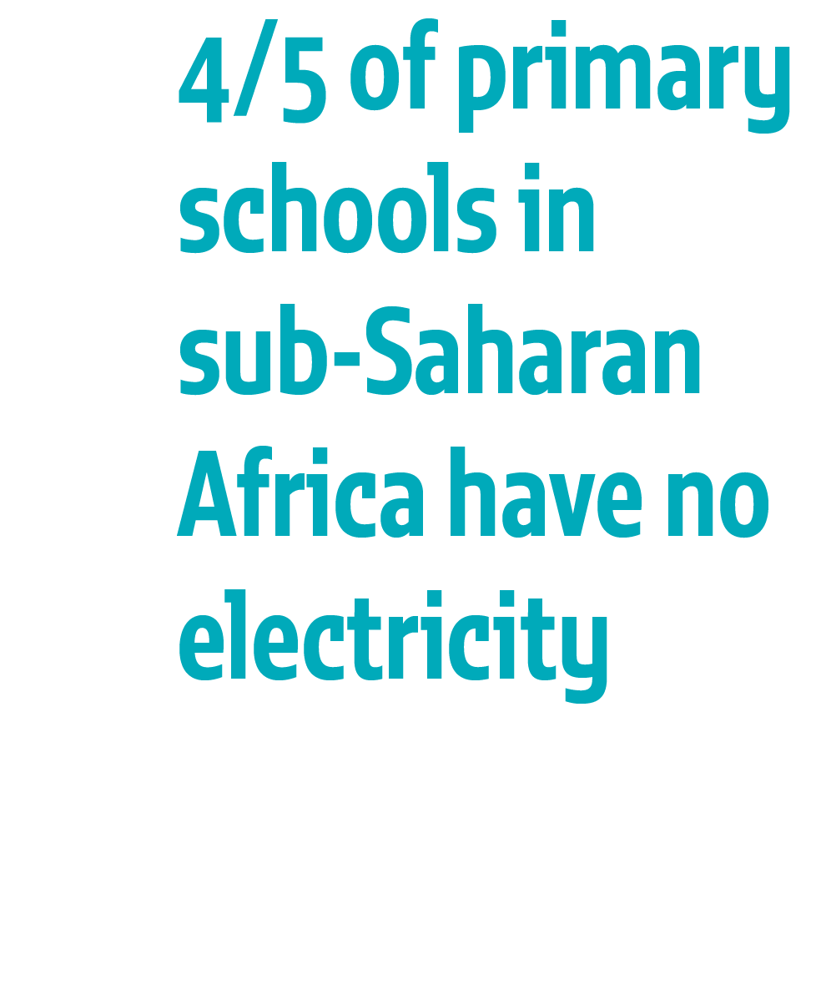 4/5 of primary
schools in
sub-Saharan
Africa have no
electricity